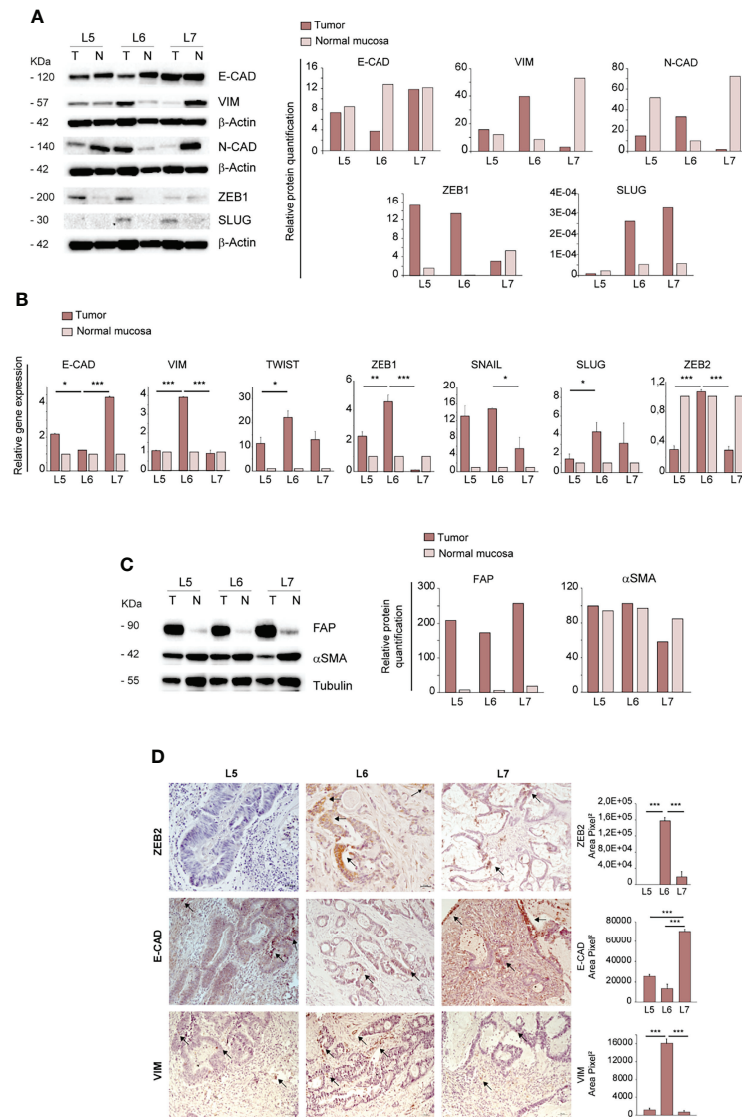 A
L5 L6 L7
KDa T N T N T N
- 120 E-CAD
- 57 VIM
- 42 β-Actin
- 140 N-CAD
- 42 β-Actin
- 200 ZEB1
- 30 SLUG
- 42 β-Actin
Tumor
Normal mucosa
Relative protein quantification
E-CAD
16
12
8
4
0
L5 L6 L7
VIM
60
40
20
0
L5 L6 L7
N-CAD
80
60
40
20
0
L5 L6 L7
ZEB1
16
12
8
4
0
L5 L6 L7
SLUG
4E-04
3E-04
2E-04
1E-04
0
L5 L6 L7
B
Tumor
Normal mucosa
Relative gene expression
E-CAD
* ***
4
2
0
L5 L6 L7
VIM
*** ***
4
3
2
1
0
L5 L6 L7
TWIST
*
30
20
10
0
L5 L6 L7
ZEB1
** ***
6
4
2
0
L5 L6 L7
SNAIL
*
20
16
12
8
4
0
L5 L6 L7
SLUG
*
8
6
4
2
0
L5 L6 L7
ZEB2
*** ***
1,2
0,8
0,4
0
L5 L6 L7
C
L5 L6 L7
KDa T N T N T N
- 90 FAP
- 42 αSMA
- 55 Tubulin
Tumor
Normal mucosa
Relative protein
quantification
FAP
300
200
100
0
L5 L6 L7
αSMA
120
80
40
0
L5 L6 L7
D
L5 L6 L7
ZEB2
E-CAD
VIM
ZEB2
Area Pixel²
2,0E+05
1,6E+05
1,2E+05
8,0E+04
4,0E+04
0
*** ***
L5 L6 L7
E-CAD
Area Pixel²
80000
60000
40000
20000
0
***
***
L5 L6 L7
VIM
Area Pixel²
16000
12000
8000
4000
0
*** ***
L5 L6 L7